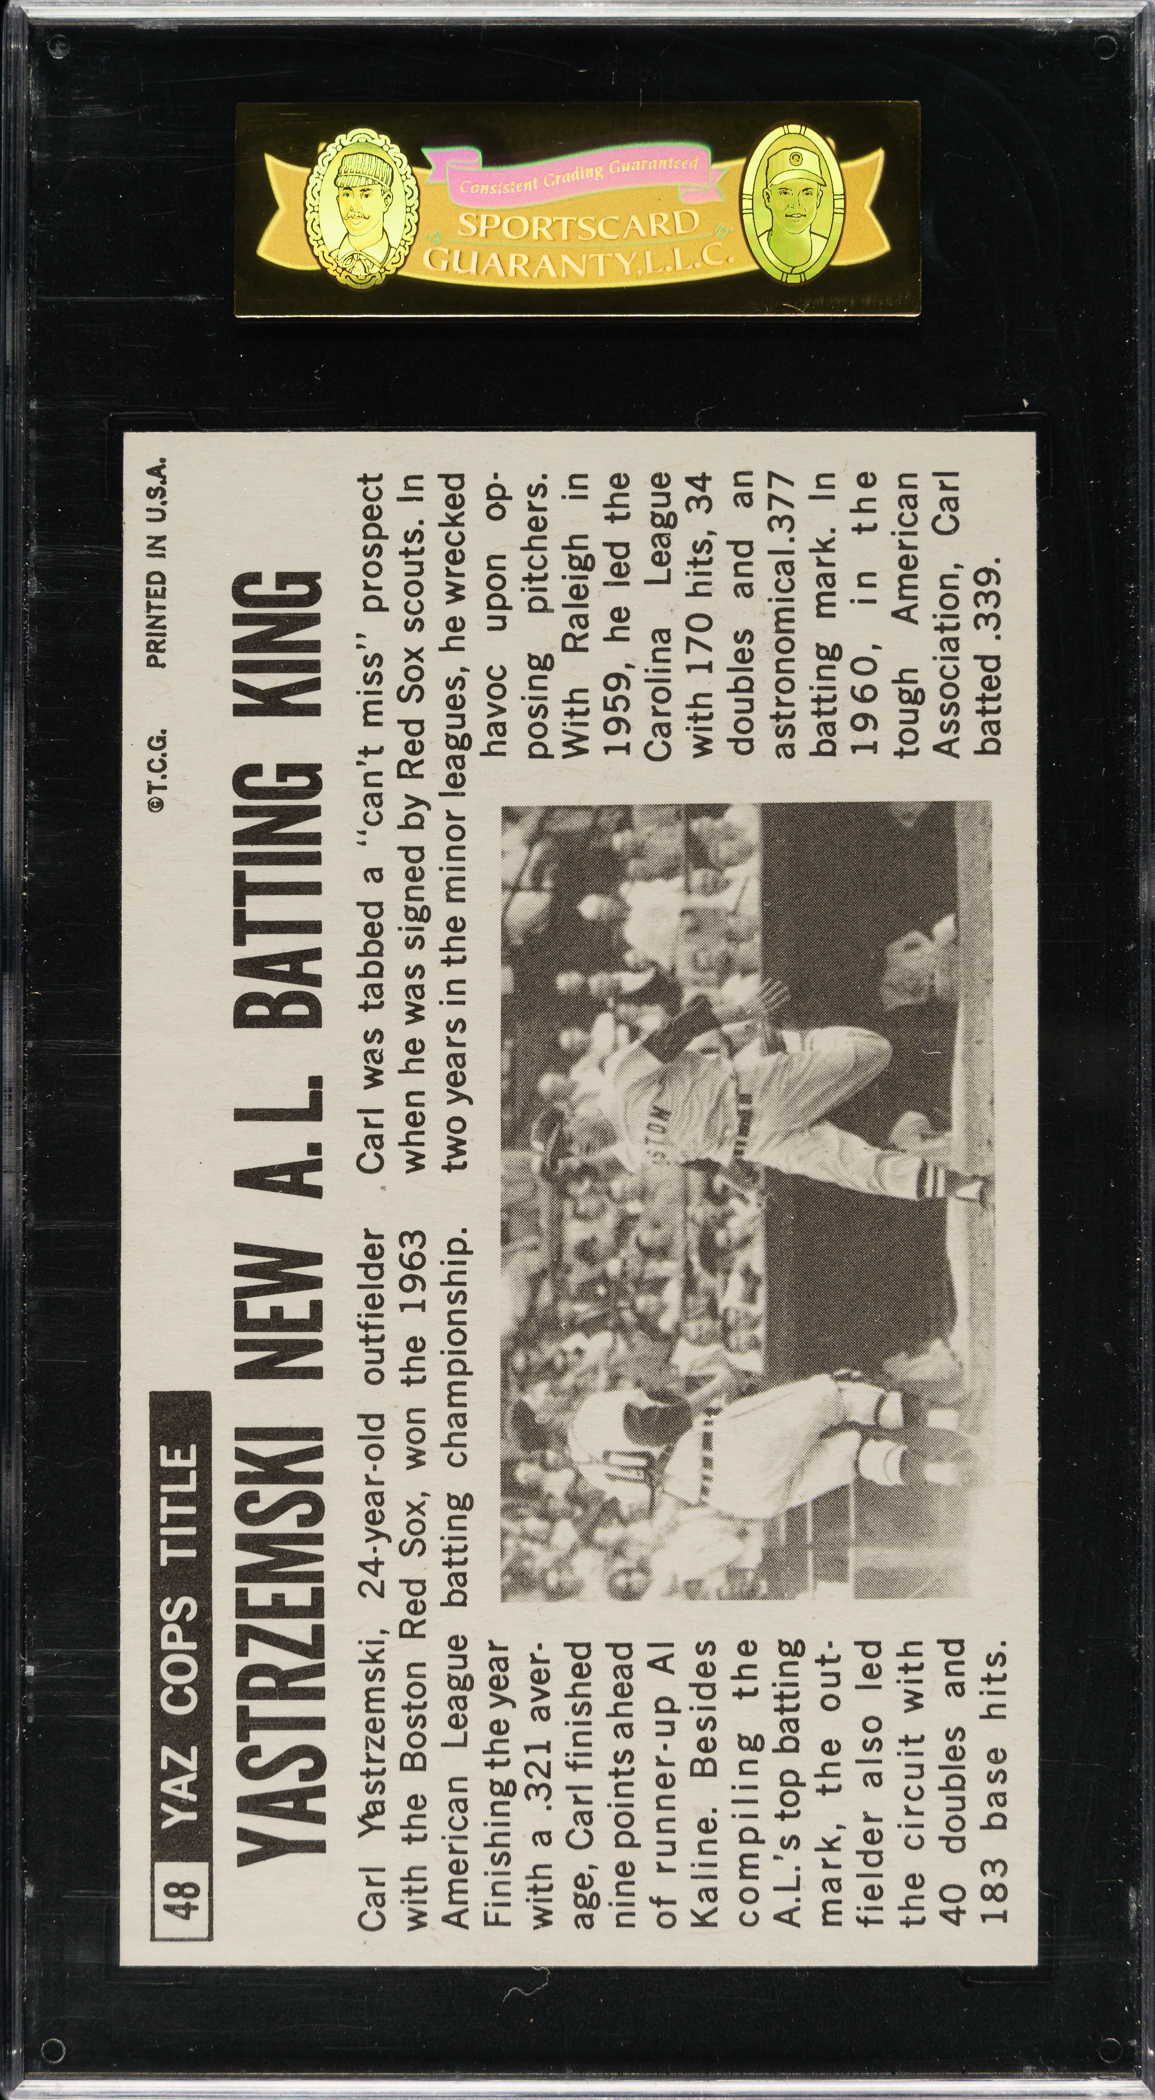 Consistent Grading Guaranteed
SPORTSCARD
GUARANTY, L.L.C.
48 YAZ COPS TITLE
©T.C.G. PRINTED IN U.S.A.
YASTRZEMSKI NEW A. L. BATTING KING
Carl Yastrzemski, 24-year-old outfielder
with the Boston Red Sox, won the 1963
American League batting championship.
Finishing the year
with a .321 aver-
age, Carl finished
nine points ahead
of runner-up Al
Kaline. Besides
compiling the
A.L.'s top batting
mark, the out-
fielder also led
the circuit with
40 doubles and
183 base hits.
Carl was tabbed a "can't miss" prospect
when he was signed by Red Sox scouts. In
two years in the minor leagues, he wrecked
havoc upon op-
posing pitchers.
With Raleigh in
1959, he led the
Carolina League
with 170 hits, 34
doubles and an
astronomical.377
batting mark. In
1960, in the
tough American
Association, Carl
batted .339.
STON
10